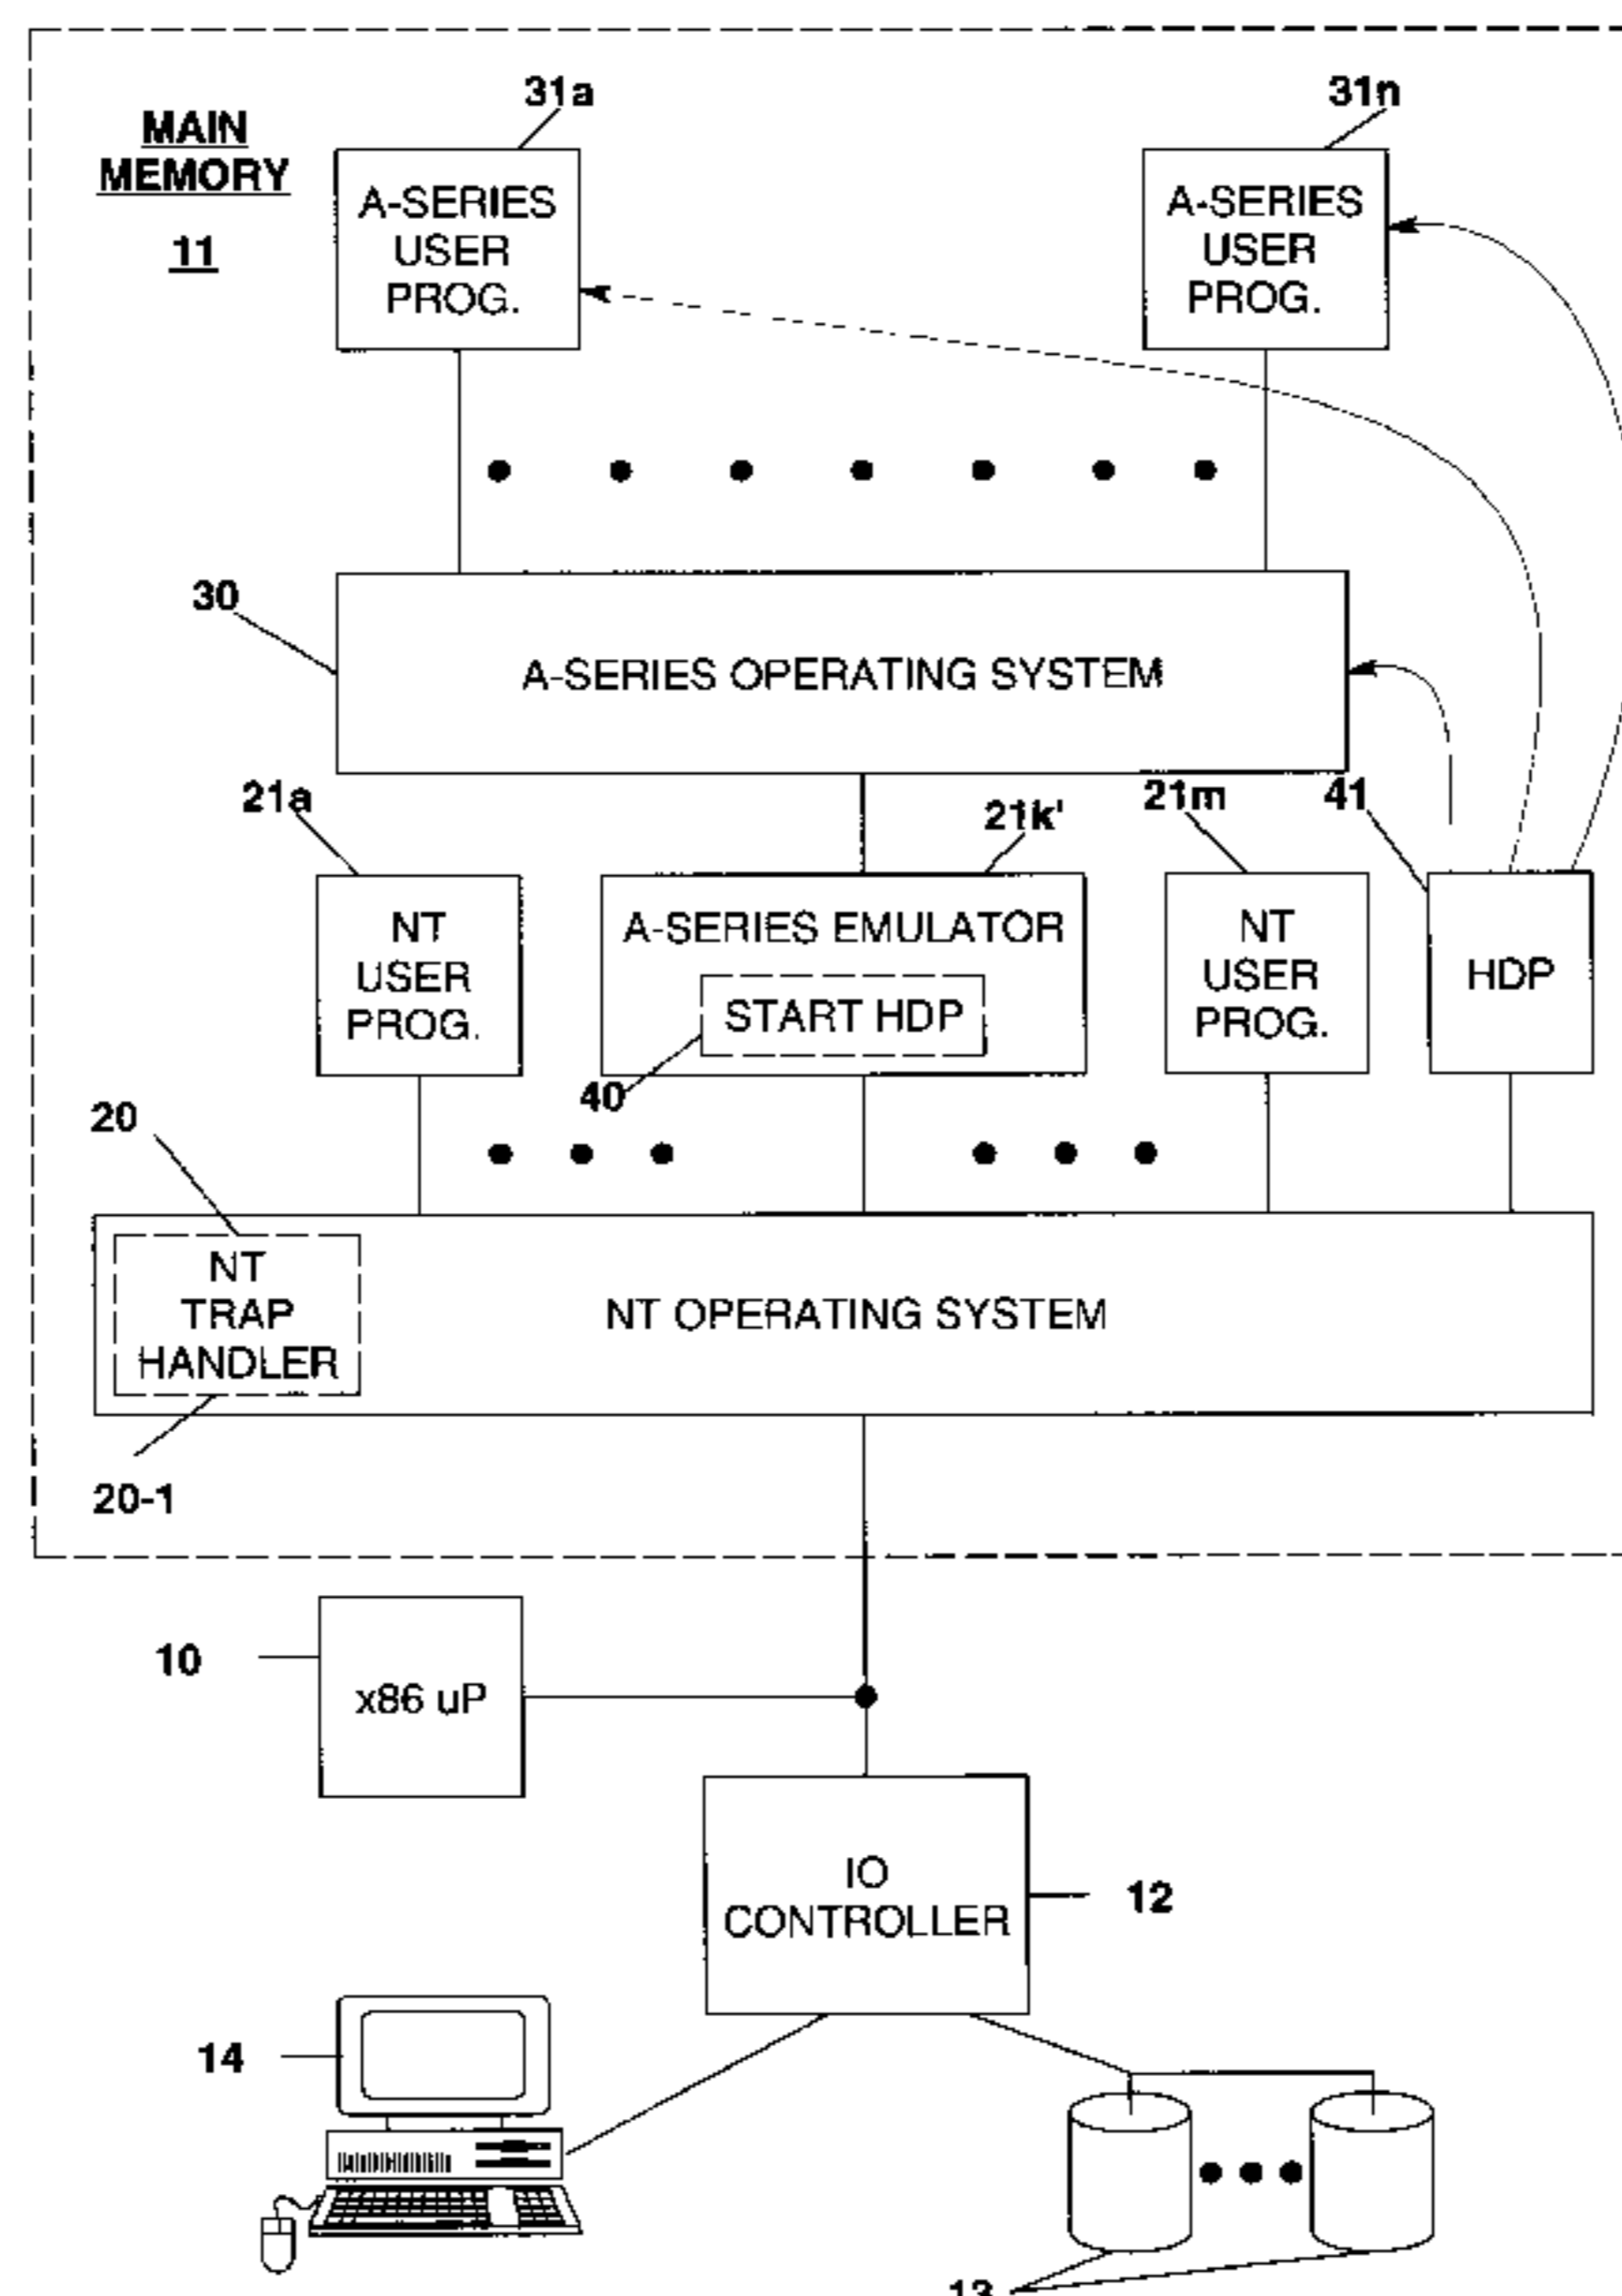 31a
31n
MAIN
MEMORY
11
A-SERIES
USER
PROG.
A-SERIES
USER
PROG.
30
A-SERIES OPERATING SYSTEM
21a
21k'
21m
41
NT
USER
PROG.
A-SERIES EMULATOR
START HDP
NT
USER
PROG.
HDP
40
20
NT
TRAP
HANDLER
NT OPERATING SYSTEM
20-1
10
x86 uP
IO
CONTROLLER
12
14
13